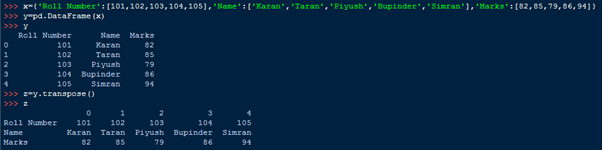 >>> x={'Roll Number':[101,102,103,104,105],'Name':['Karan','Taran','Piyush','Bupinder','Simran'],'Marks':[82,85,79,86,94]}
>>> y=pd.DataFrame(x)
>>> y
   Roll Number      Name  Marks
0          101     Karan     82
1          102     Taran     85
2          103    Piyush     79
3          104  Bupinder     86
4          105    Simran     94
>>> z=y.transpose()
>>> z
                 0      1       2         3       4
Roll Number    101    102     103       104     105
Name         Karan  Taran  Piyush  Bupinder  Simran
Marks           82     85      79        86      94